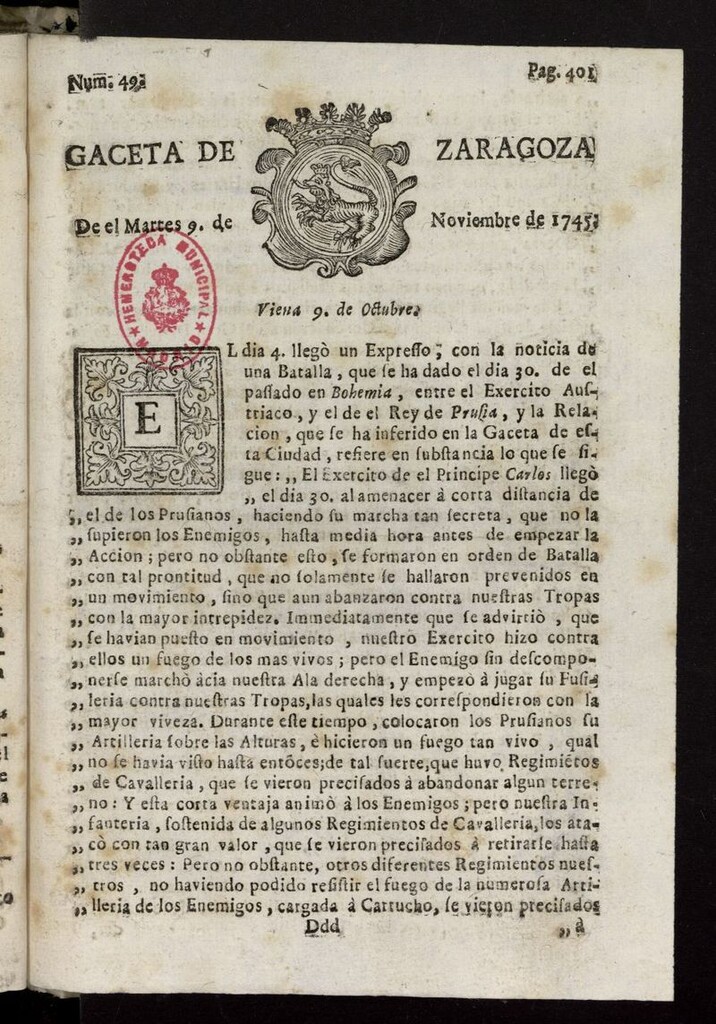 Num. 49.
Pag. 401
GACETA DE ZARAGOZA
De el Martes 9. de Noviembre de 1745.
HEMEROTECA MUNICIPAL
MADRID
Viena 9. de Octubre.
EL dia 4. llegò un Expreſſo, con la noticia de
una Batalla, que ſe ha dado el dia 30. de el
paſſado en Bohemia, entre el Exercito Auſ-
triaco, y el de el Rey de Pruſia, y la Rela-
cion, que ſe ha inferido en la Gaceta de eſ-
ta Ciudad, refiere en ſubſtancia lo que ſe ſi-
gue: ,, El Exercito de el Principe Carlos llegò
,, el dia 30. al amenacer à corta diſtancia de
,, el de los Pruſianos, haciendo ſu marcha tan ſecreta, que no la
,, ſupieron los Enemigos, haſta media hora antes de empezar la
,, Accion; pero no obſtante eſto, ſe formaron en orden de Batalla
,, con tal prontitud, que no ſolamente ſe hallaron prevenidos en
,, un movimiento, ſino que aun abanzaron contra nueſtras Tropas
,, con la mayor intrepidez. Immediatamente que ſe advirtiò, que
,, ſe havian pueſto en movimiento, nueſtro Exercito hizo contra
,, ellos un fuego de los mas vivos; pero el Enemigo ſin deſcompo-
,, nerſe marchò àcia nueſtra Ala derecha, y empezò à jugar ſu Fuſi-
,, leria contra nueſtras Tropas, las quales les correſpondieron con la
,, mayor viveza. Durante eſte tiempo, colocaron los Pruſianos ſu
,, Artilleria ſobre las Alturas, è hicieron un fuego tan vivo, qual
,, no ſe havia viſto haſta entõces; de tal ſuerte, que huvo Regimiẽtos
,, de Cavalleria, que ſe vieron preciſados à abandonar algun terre-
,, no: Y eſta corta ventaja animò à los Enemigos; pero nueſtra In-
,, fanteria, ſoſtenida de algunos Regimientos de Cavalleria, los ata-
,, cò con tan gran valor, que ſe vieron preciſados à retirarſe haſta
,, tres veces: Pero no obſtante, otros diferentes Regimientos nueſ-
,, tros, no haviendo podido reſiſtir el fuego de la numeroſa Arti-
,, lleria de los Enemigos, cargada à Cartucho, ſe vieron preciſados
Ddd
,, à